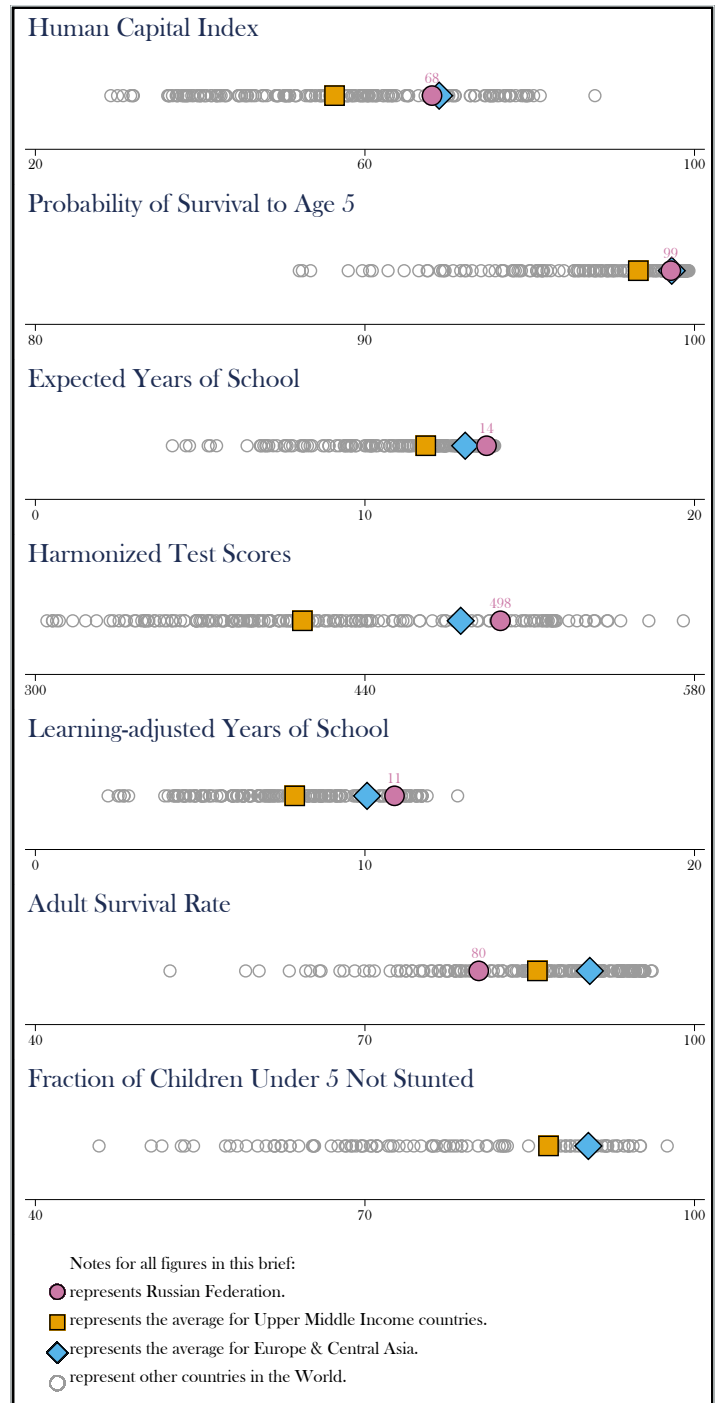 Human Capital Index
68
20 60 100
Probability of Survival to Age 5
99
80 90 100
Expected Years of School
14
0 10 20
Harmonized Test Scores
498
300 440 580
Learning-adjusted Years of School
11
0 10 20
Adult Survival Rate
80
40 70 100
Fraction of Children Under 5 Not Stunted
40 70 100
Notes for all figures in this brief:
represents Russian Federation.
represents the average for Upper Middle Income countries.
represents the average for Europe & Central Asia.
represent other countries in the World.